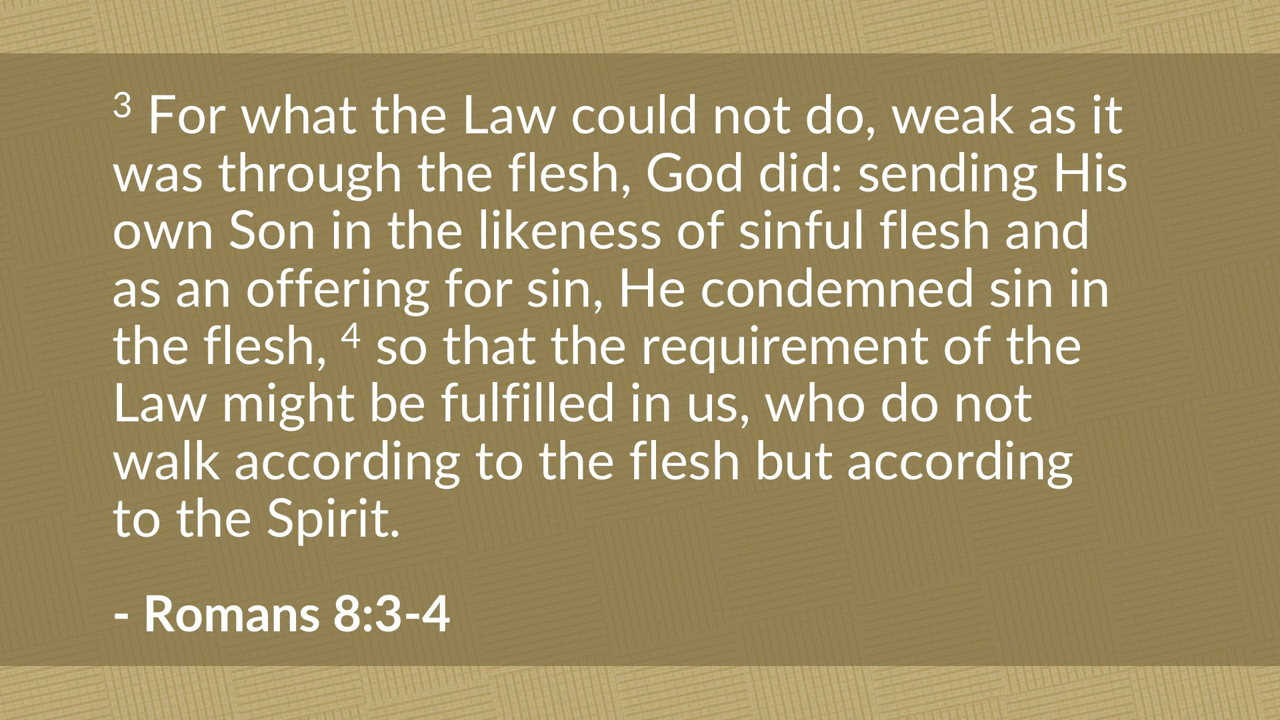 ³ For what the Law could not do, weak as it
was through the flesh, God did: sending His
own Son in the likeness of sinful flesh and
as an offering for sin, He condemned sin in
the flesh, ⁴ so that the requirement of the
Law might be fulfilled in us, who do not
walk according to the flesh but according
to the Spirit.
- Romans 8:3-4